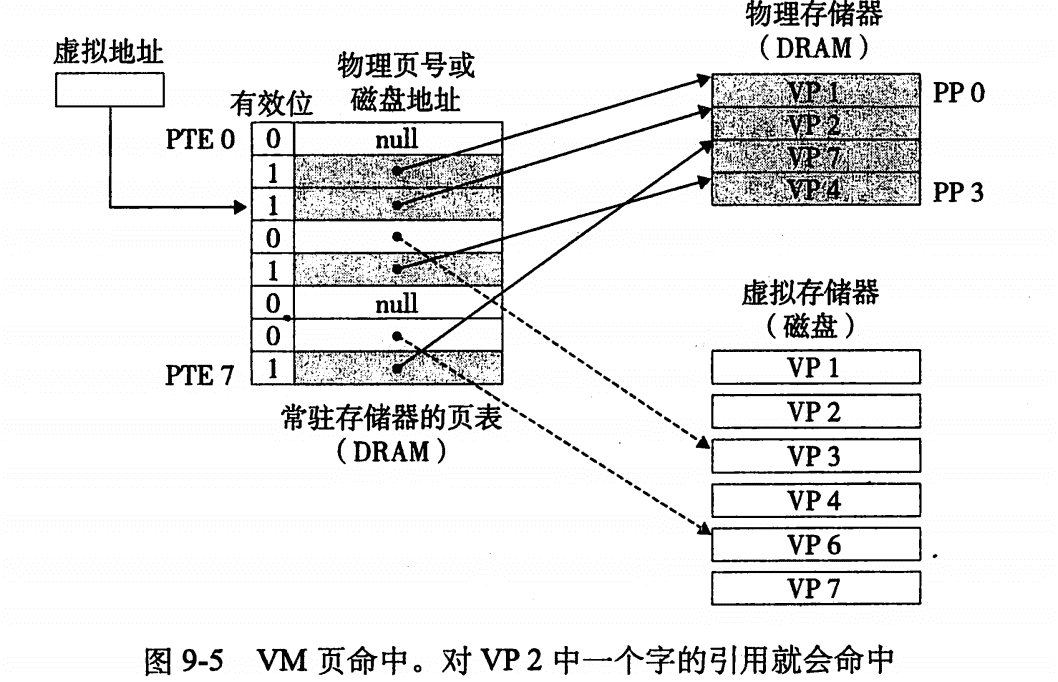 虚拟地址
有效位
物理页号或
磁盘地址
PTE 0
0
null
1
1
0
1
0
null
0
PTE 7
1
常驻存储器的页表
（DRAM）
物理存储器
（DRAM）
VP 1
PP 0
VP 2
VP 7
VP 4
PP 3
虚拟存储器
（磁盘）
VP 1
VP 2
VP 3
VP 4
VP 6
VP 7
图 9-5 VM 页命中。对 VP 2 中一个字的引用就会命中